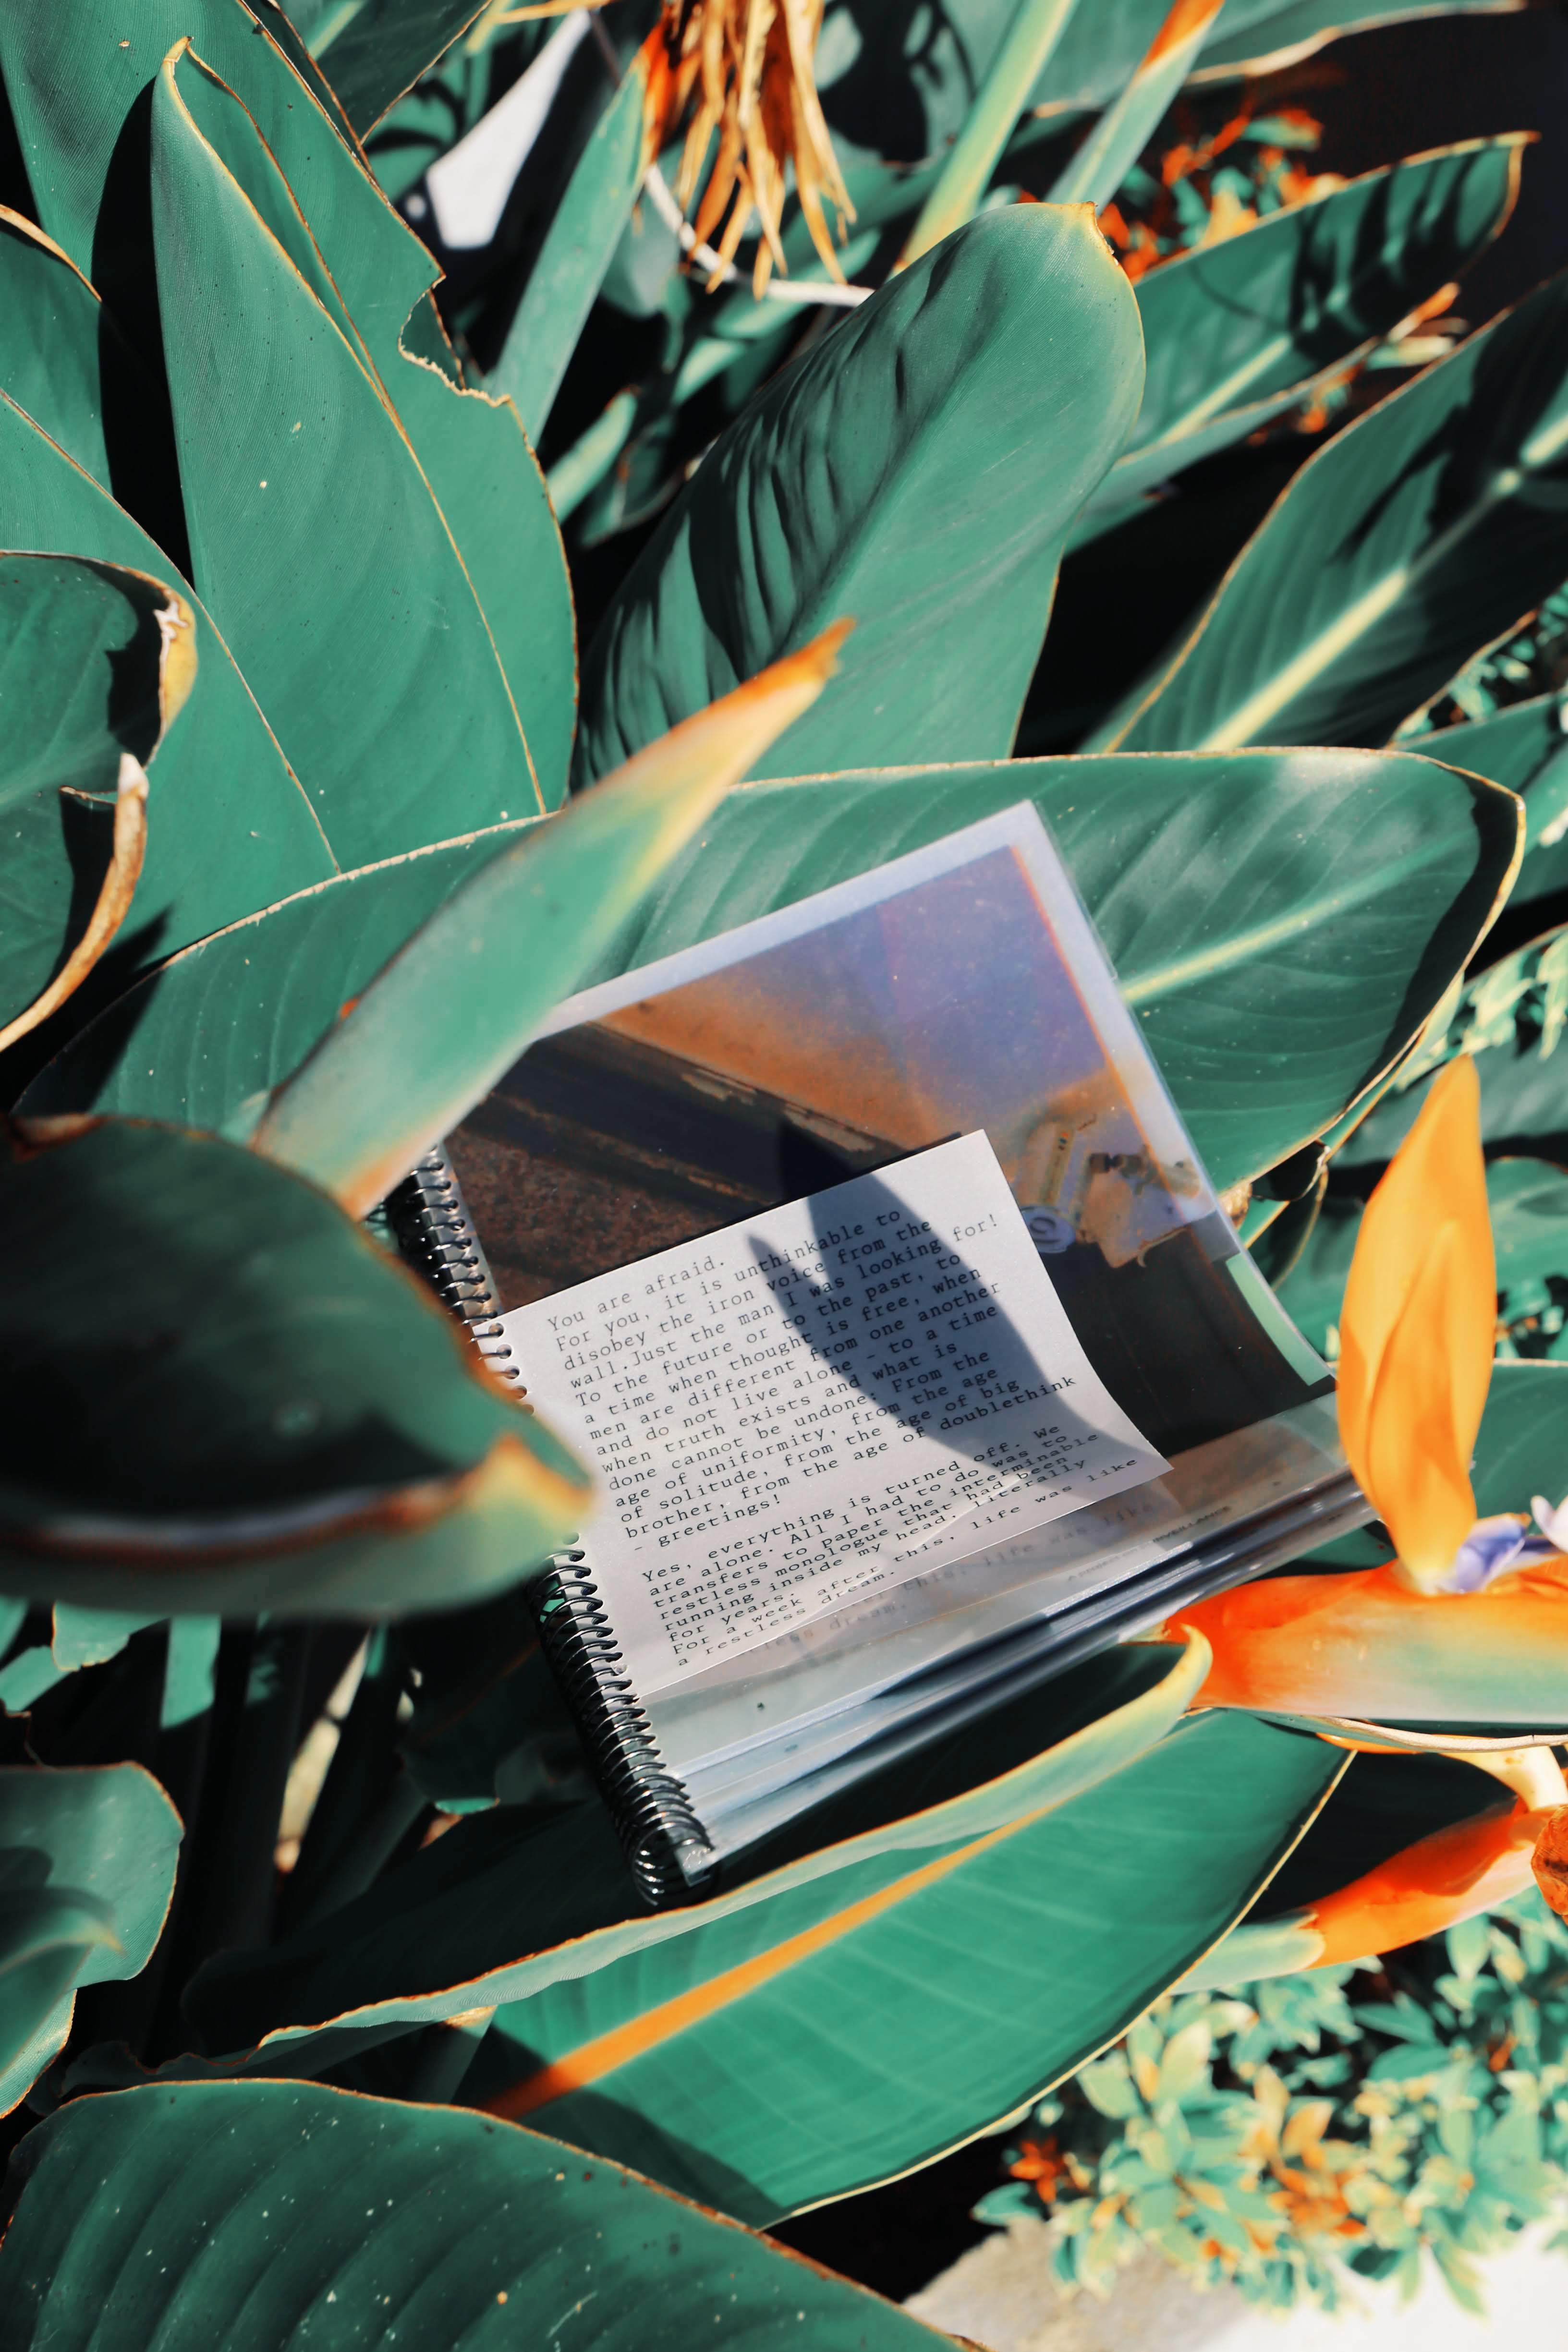 You are afraid.
For you, it is unthinkable to
disobey the iron voice from the
wall.Just the man I was looking for!
To the future or to the past, to
a time when thought is free, when
men are different from one another
and do not live alone - to a time
when truth exists and what is
done cannot be undone: From the
age of uniformity, from the age
of solitude, from the age of big
brother, from the age of doublethink
- greetings!
Yes, everything is turned off. We
are alone. All I had to do was to
transfers to paper the interminable
restless monologue that had been
running inside my head, literally
for years. after this, life was like
For a week
a restless dream.